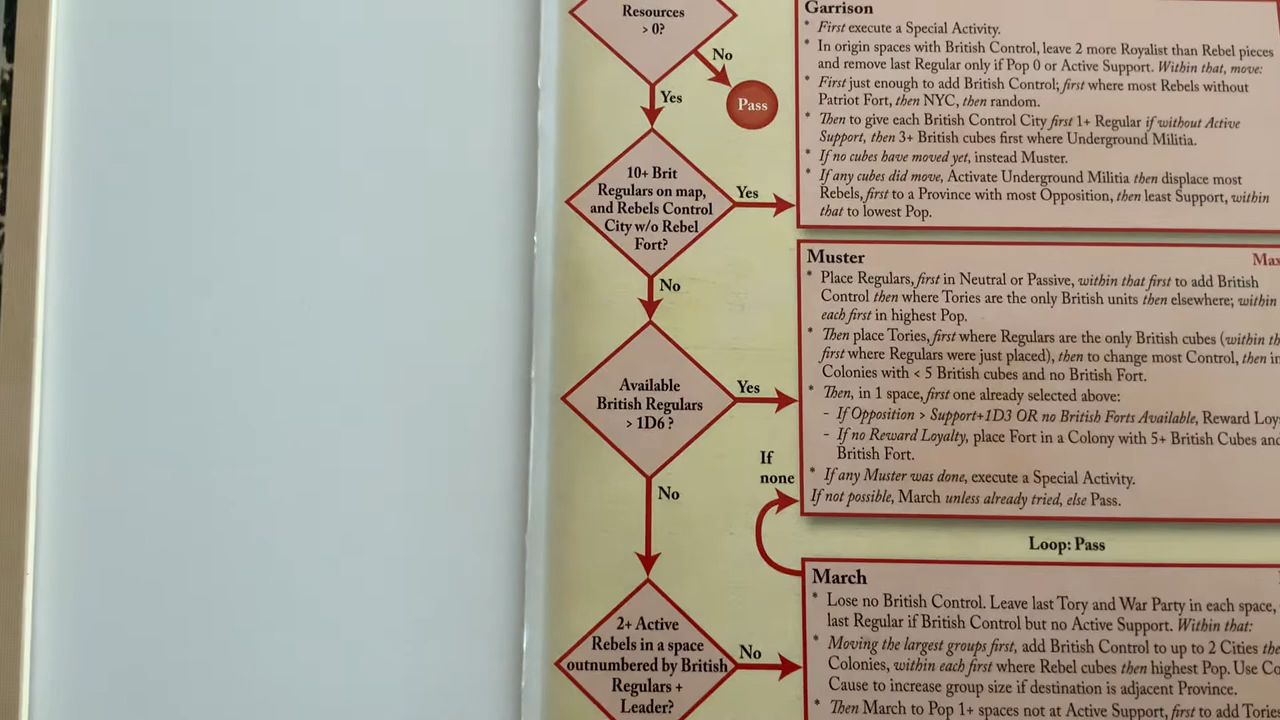 Resources
> 0?
No
Yes
Pass
10+ Brit
Regulars on map,
and Rebels Control
City w/o Rebel
Fort?
Yes
No
Available
British Regulars
> 1D6 ?
Yes
No
If
none
2+ Active
Rebels in a space
outnumbered by British
Regulars +
Leader?
No
Garrison
* First execute a Special Activity.
* In origin spaces with British Control, leave 2 more Royalist than Rebel pieces
and remove last Regular only if Pop 0 or Active Support. Within that, move:
* First just enough to add British Control; first where most Rebels without
Patriot Fort, then NYC, then random.
* Then to give each British Control City first 1+ Regular if without Active
Support, then 3+ British cubes first where Underground Militia.
* If no cubes have moved yet, instead Muster.
* If any cubes did move, Activate Underground Militia then displace most
Rebels, first to a Province with most Opposition, then least Support, within
that to lowest Pop.
Muster
* Place Regulars, first in Neutral or Passive, within that first to add British
Control then where Tories are the only British units then elsewhere; within
each first in highest Pop.
* Then place Tories, first where Regulars are the only British cubes (within
first where Regulars were just placed), then to change most Control, then in
Colonies with < 5 British cubes and no British Fort.
* Then, in 1 space, first one already selected above:
- If Opposition > Support+1D3 OR no British Forts Available, Reward
- If no Reward Loyalty, place Fort in a Colony with 5+ British Cubes
British Fort.
* If any Muster was done, execute a Special Activity.
If not possible, March unless already tried, else Pass.
Loop: Pass
March
* Lose no British Control. Leave last Tory and War Party in each space,
last Regular if British Control but no Active Support. Within that:
* Moving the largest groups first, add British Control to up to 2 Cities
Colonies, within each first where Rebel cubes then highest Pop. Use
Cause to increase group size if destination is adjacent Province.
* Then March to Pop 1+ spaces not at Active Support, first to add Tories